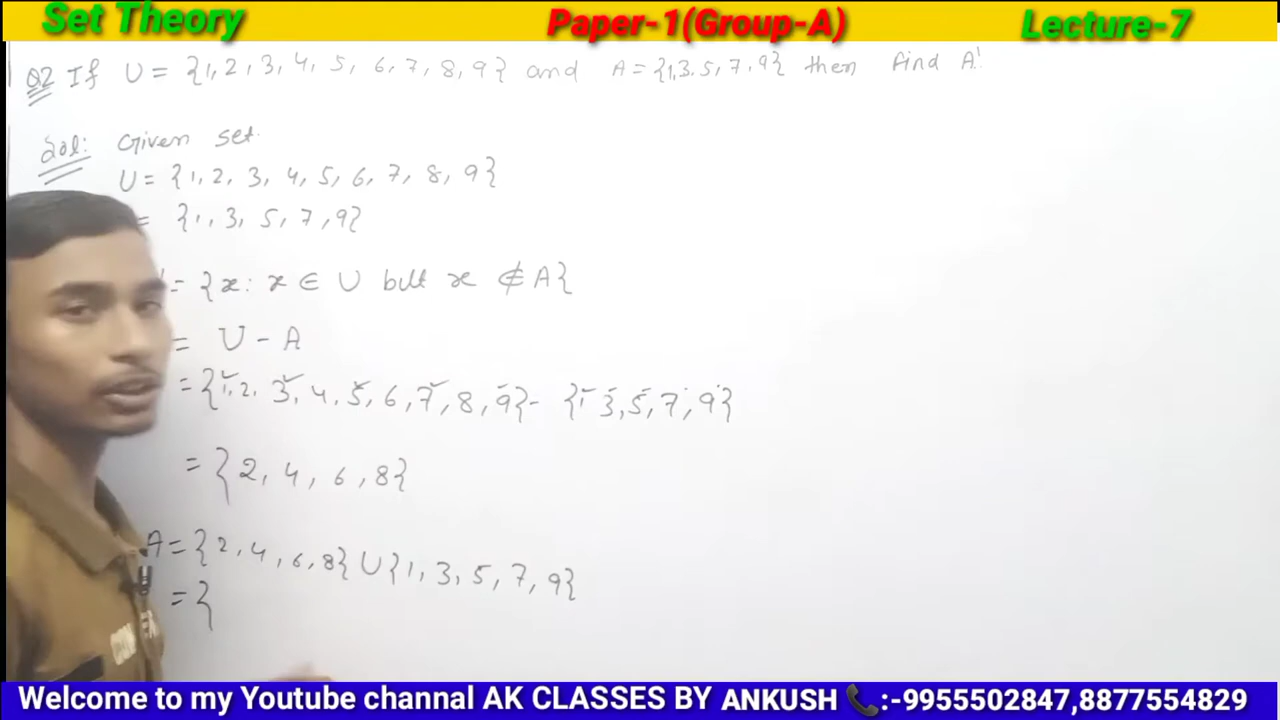 Set Theory Paper-1(Group-A) Lecture-7
Q2 If U = {1, 2, 3, 4, 5, 6, 7, 8, 9} and A = {1,3,5,7,9} then find A'.
Sol: Given set.
U = {1, 2, 3, 4, 5, 6, 7, 8, 9}
= {1, 3, 5, 7, 9}
= {x : x ∈ U but x ∉ A}
= U - A
= {1, 2, 3, 4, 5, 6, 7, 8, 9} - {1 3, 5, 7, 9}
= {2, 4, 6, 8}
A = {2, 4, 6, 8} U {1, 3, 5, 7, 9}
= {
Welcome to my Youtube channal AK CLASSES BY ANKUSH 📞:-9955502847,8877554829